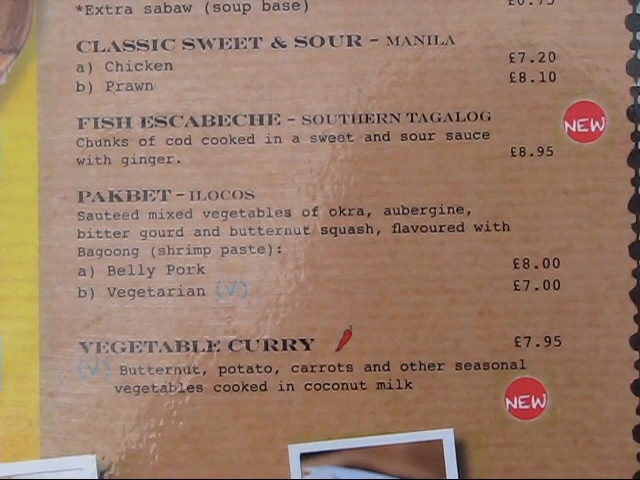 *Extra sabaw (soup base) £0.75
CLASSIC SWEET & SOUR - MANILA
a) Chicken £7.20
b) Prawn £8.10
FISH ESCABECHE - SOUTHERN TAGALOG NEW
Chunks of cod cooked in a sweet and sour sauce
with ginger. £8.95
PAKBET - ILOCOS
Sauteed mixed vegetables of okra, aubergine,
bitter gourd and butternut squash, flavoured with
Bagoong (shrimp paste):
a) Belly Pork £8.00
b) Vegetarian (V) £7.00
VEGETABLE CURRY £7.95
(V) Butternut, potato, carrots and other seasonal
vegetables cooked in coconut milk
NEW